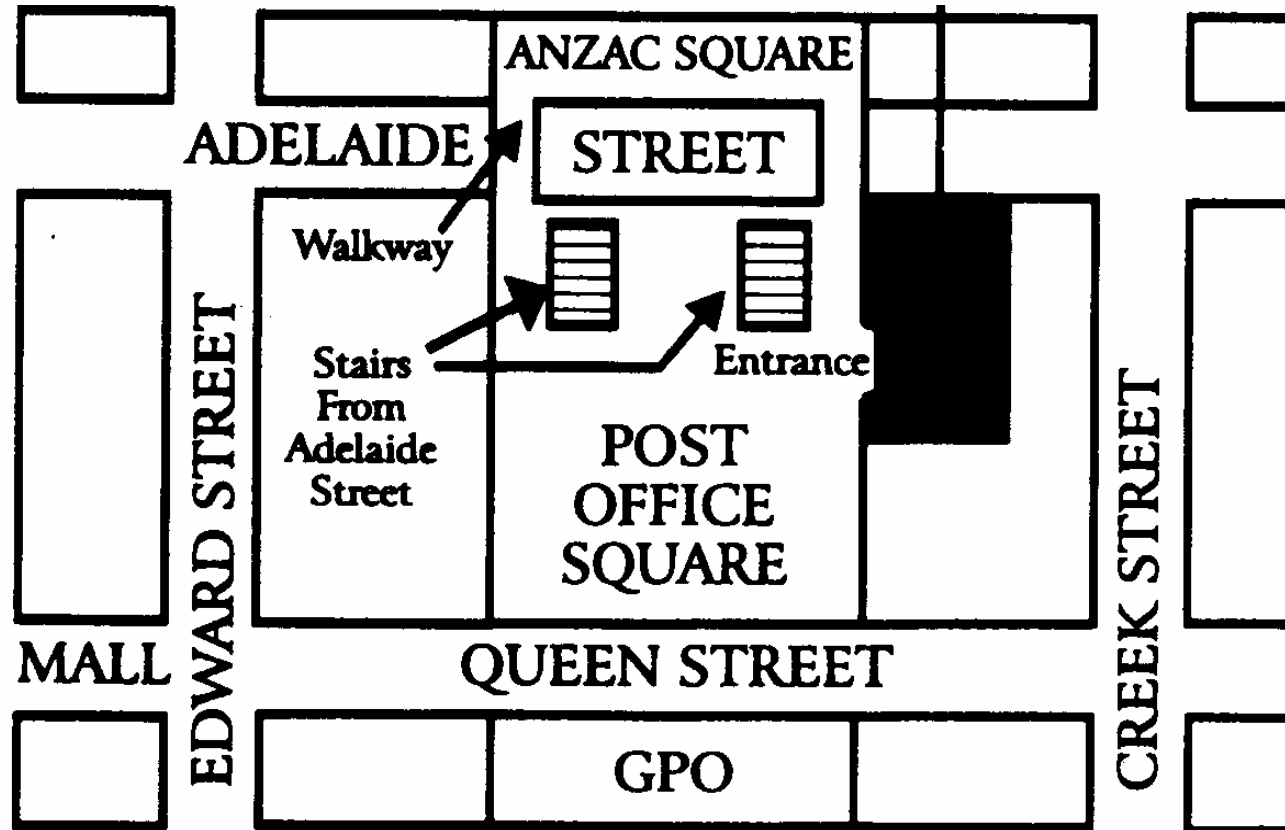 ANZAC SQUARE
ADELAIDE STREET
Walkway
Stairs
From
Adelaide
Street
Entrance
POST
OFFICE
SQUARE
EDWARD STREET
CREEK STREET
MALL
QUEEN STREET
GPO